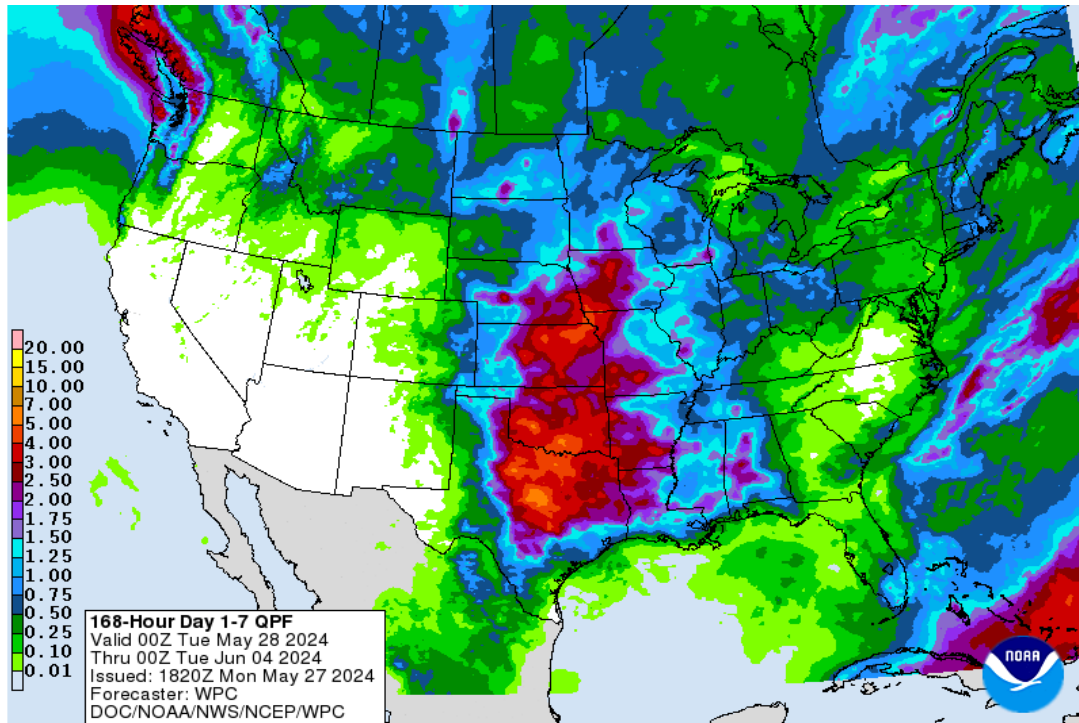 20.00
15.00
10.00
7.00
5.00
4.00
3.00
2.50
2.00
1.75
1.50
1.25
1.00
0.75
0.50
0.25
0.10
0.01
168-Hour Day 1-7 QPF
Valid 00Z Tue May 28 2024
Thru 00Z Tue Jun 04 2024
Issued: 1820Z Mon May 27 2024
Forecaster: WPC
DOC/NOAA/NWS/NCEP/WPC
NOAA